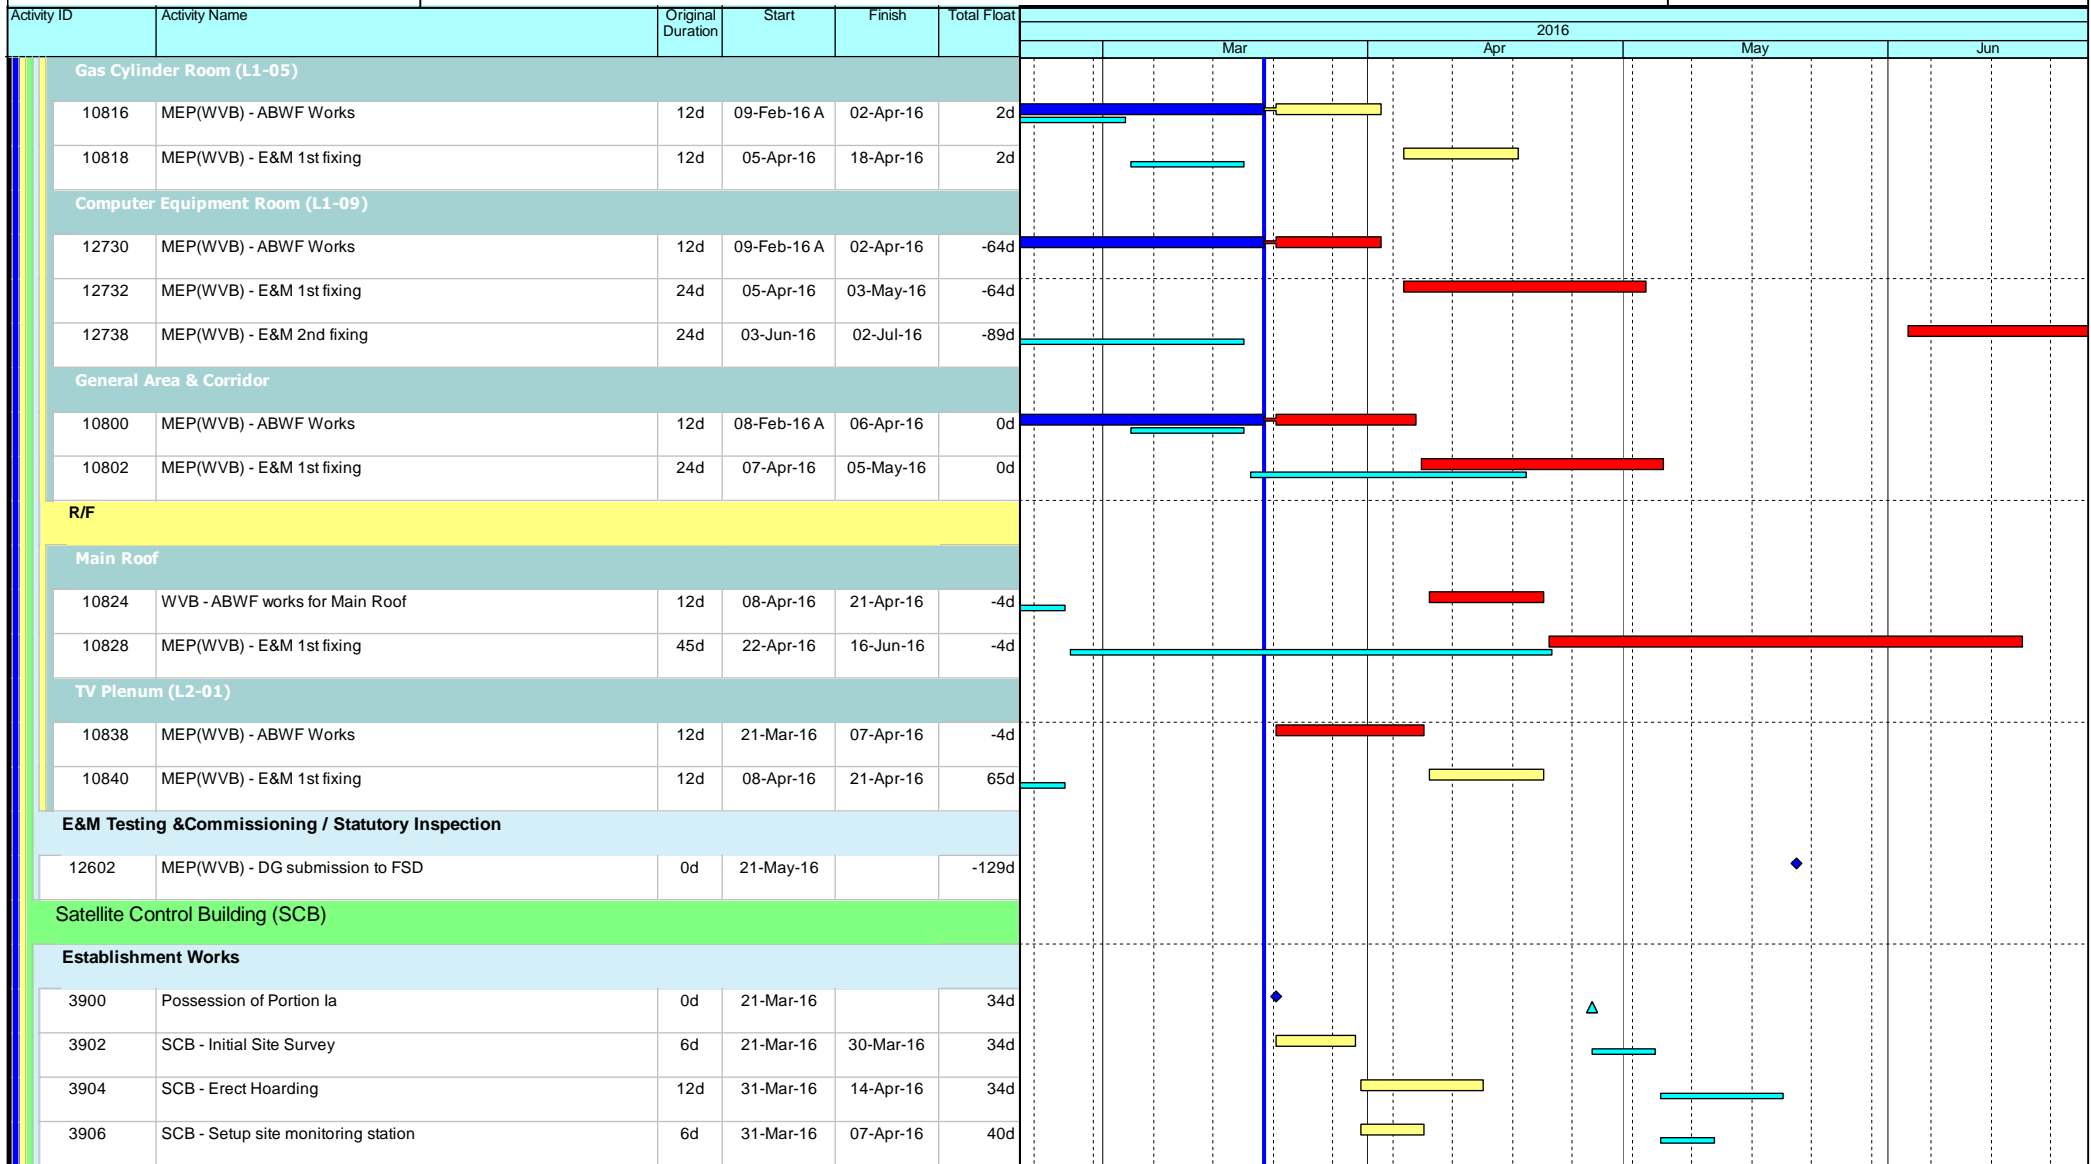 Activity ID Activity Name Original Duration Start Finish Total Float
2016
Mar Apr May Jun
Gas Cylinder Room (L1-05)
10816 MEP(WVB) - ABWF Works 12d 09-Feb-16 A 02-Apr-16 2d
10818 MEP(WVB) - E&M 1st fixing 12d 05-Apr-16 18-Apr-16 2d
Computer Equipment Room (L1-09)
12730 MEP(WVB) - ABWF Works 12d 09-Feb-16 A 02-Apr-16 -64d
12732 MEP(WVB) - E&M 1st fixing 24d 05-Apr-16 03-May-16 -64d
12738 MEP(WVB) - E&M 2nd fixing 24d 03-Jun-16 02-Jul-16 -89d
General Area & Corridor
10800 MEP(WVB) - ABWF Works 12d 08-Feb-16 A 06-Apr-16 0d
10802 MEP(WVB) - E&M 1st fixing 24d 07-Apr-16 05-May-16 0d
R/F
Main Roof
10824 WVB - ABWF works for Main Roof 12d 08-Apr-16 21-Apr-16 -4d
10828 MEP(WVB) - E&M 1st fixing 45d 22-Apr-16 16-Jun-16 -4d
TV Plenum (L2-01)
10838 MEP(WVB) - ABWF Works 12d 21-Mar-16 07-Apr-16 -4d
10840 MEP(WVB) - E&M 1st fixing 12d 08-Apr-16 21-Apr-16 65d
E&M Testing &Commissioning / Statutory Inspection
12602 MEP(WVB) - DG submission to FSD 0d 21-May-16 -129d
Satellite Control Building (SCB)
Establishment Works
3900 Possession of Portion Ia 0d 21-Mar-16 34d
3902 SCB - Initial Site Survey 6d 21-Mar-16 30-Mar-16 34d
3904 SCB - Erect Hoarding 12d 31-Mar-16 14-Apr-16 34d
3906 SCB - Setup site monitoring station 6d 31-Mar-16 07-Apr-16 40d